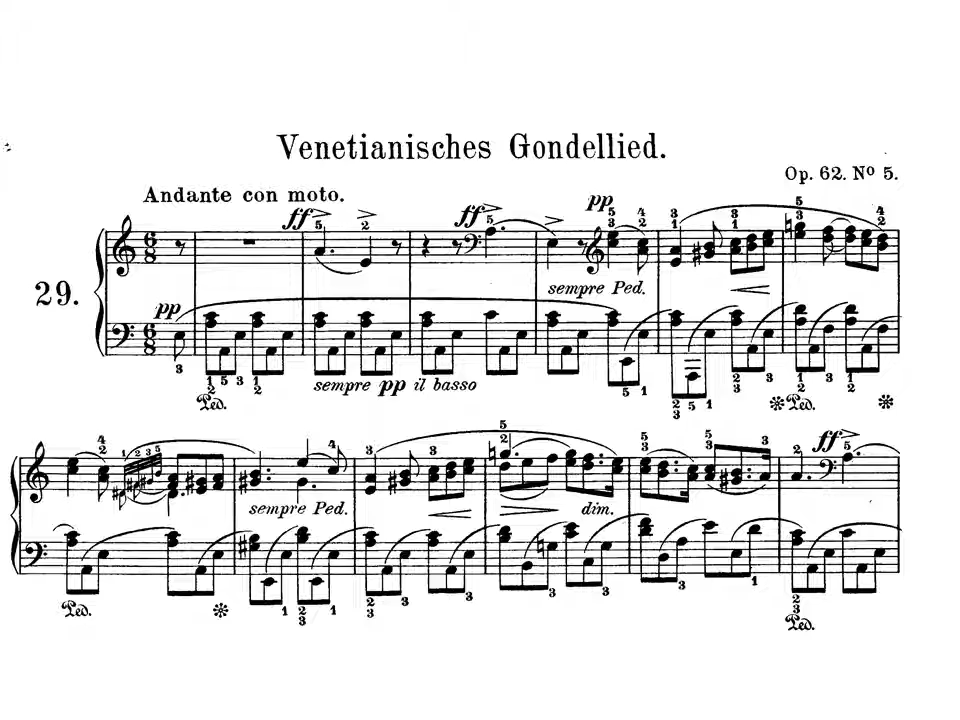 Venetianisches Gondellied.
Op. 62. Nº 5.
Andante con moto.
ff ff pp
29.
sempre Ped.
pp
sempre pp il basso
Ped. Ped.
ff
sempre Ped. dim.
Ped. Ped.